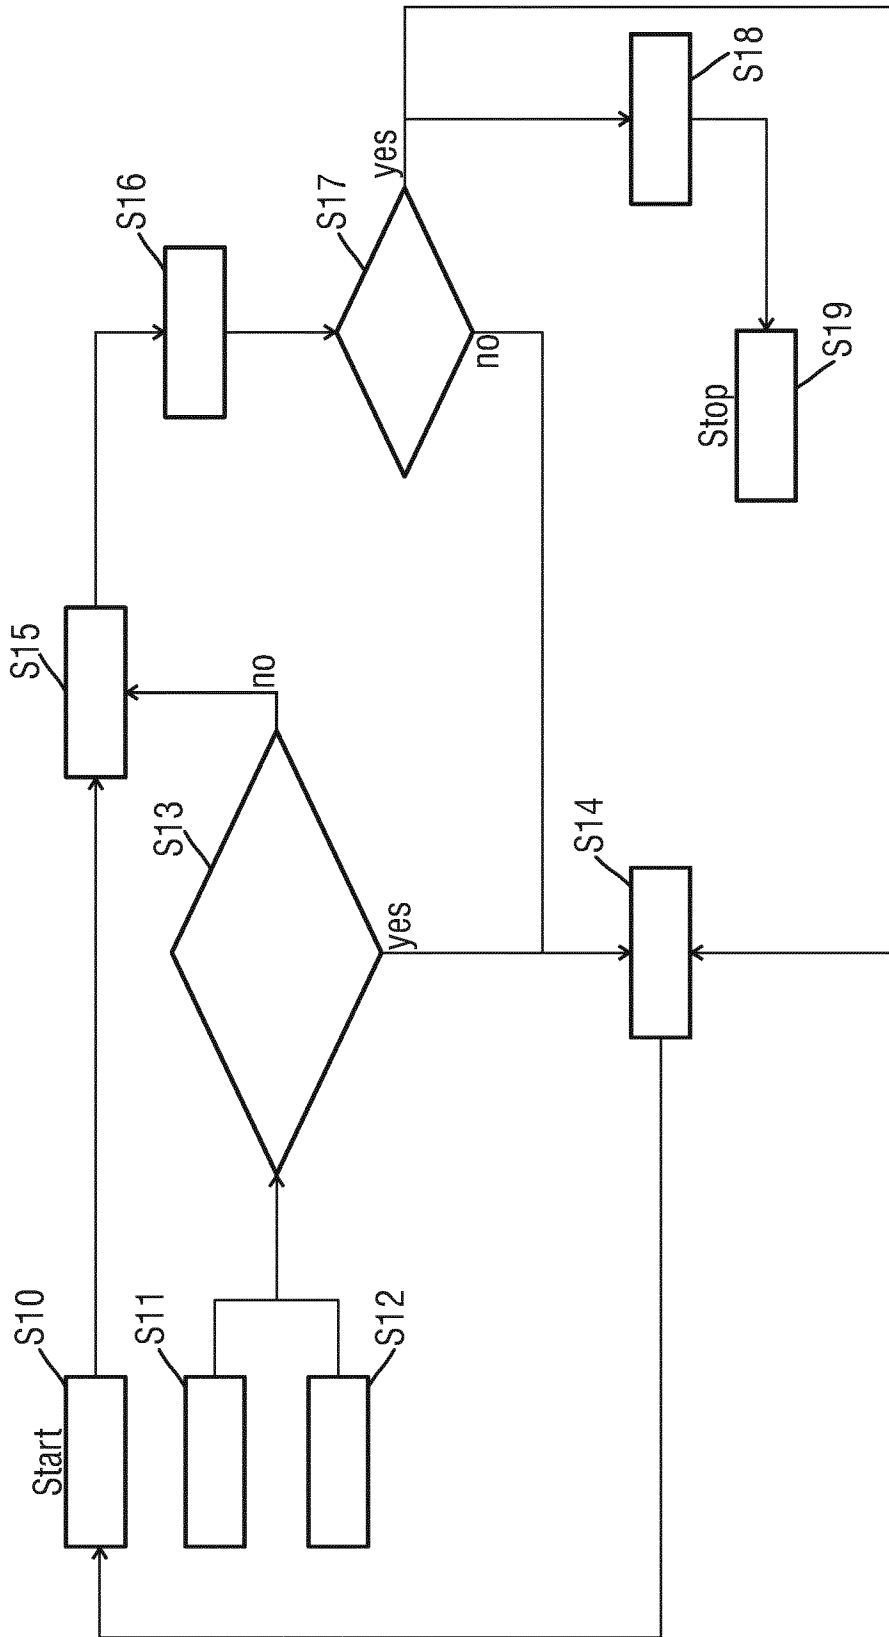 Start
S10
S11
S12
S13
yes
no
S14
S15
S16
S17
yes
no
S18
Stop
S19